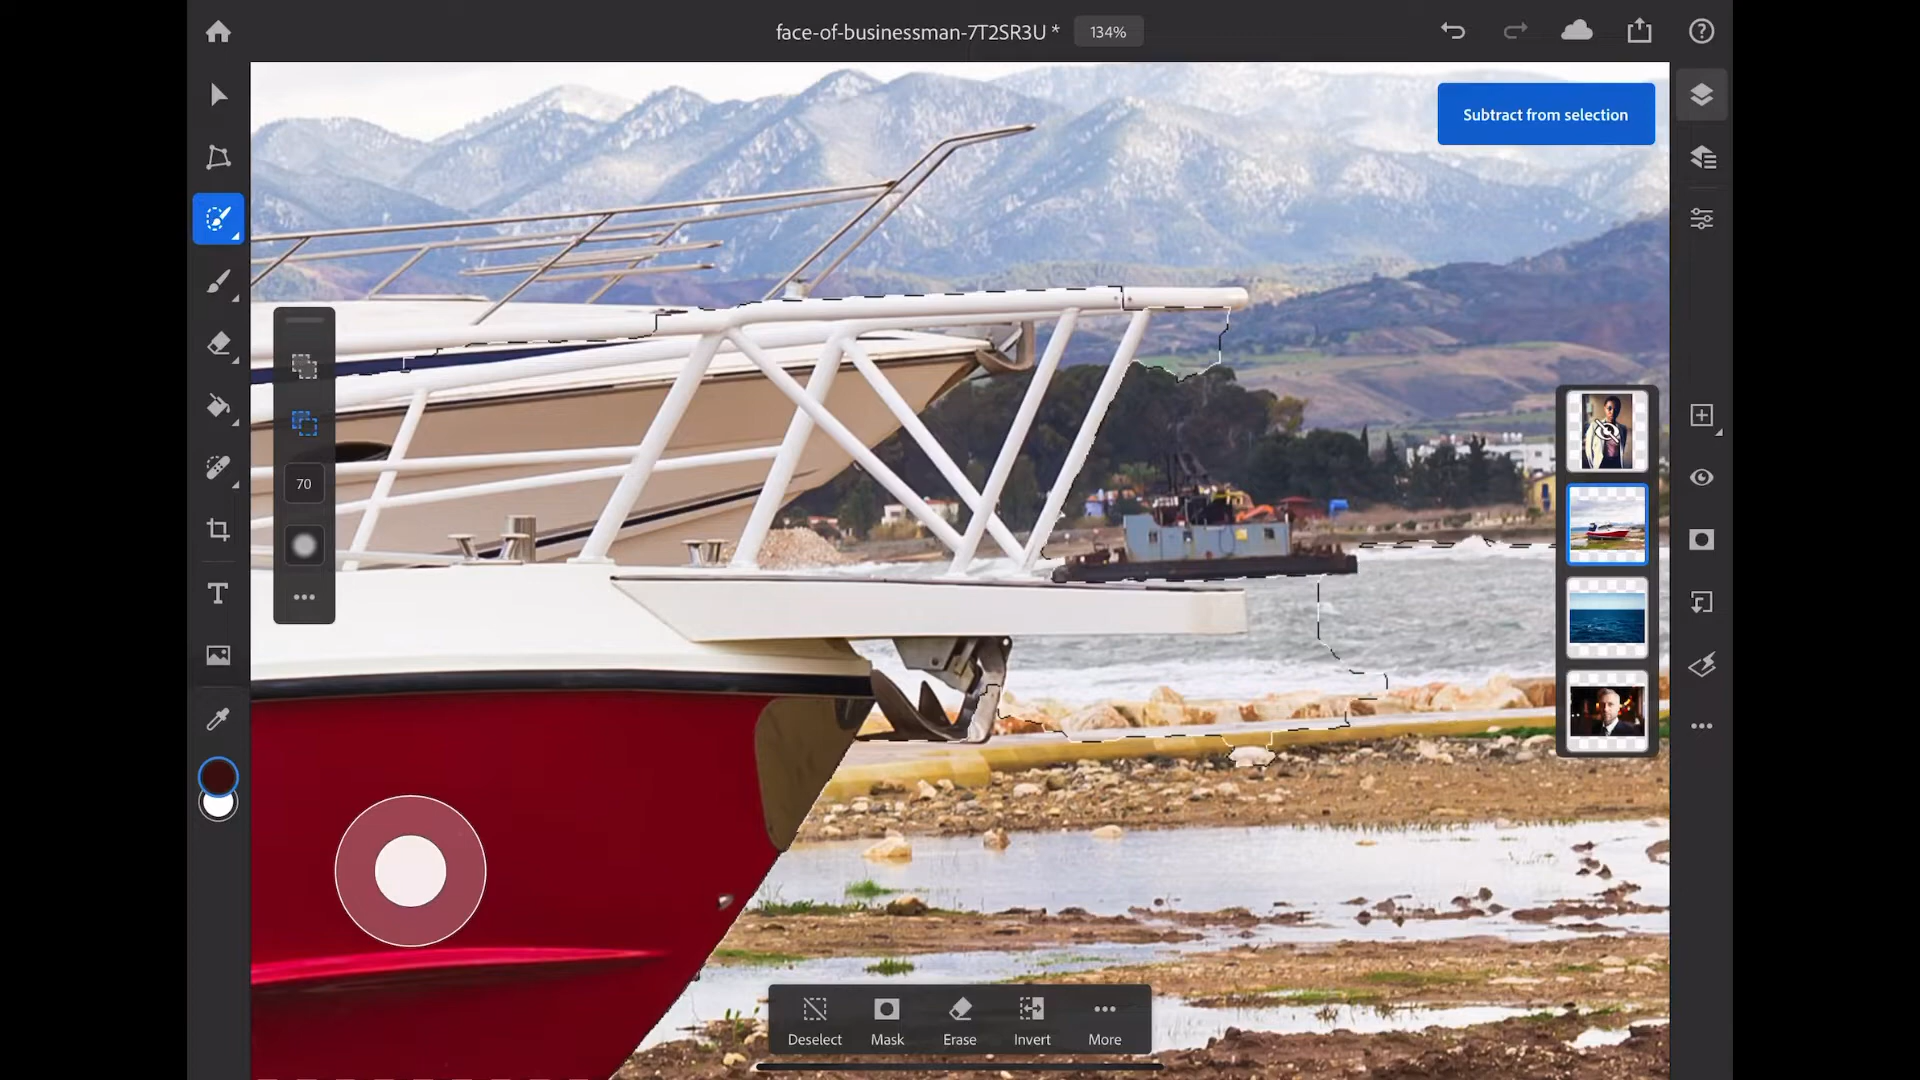 face-of-businessman-7T2SR3U *
134%
Subtract from selection
70
T
Deselect
Mask
Erase
Invert
More